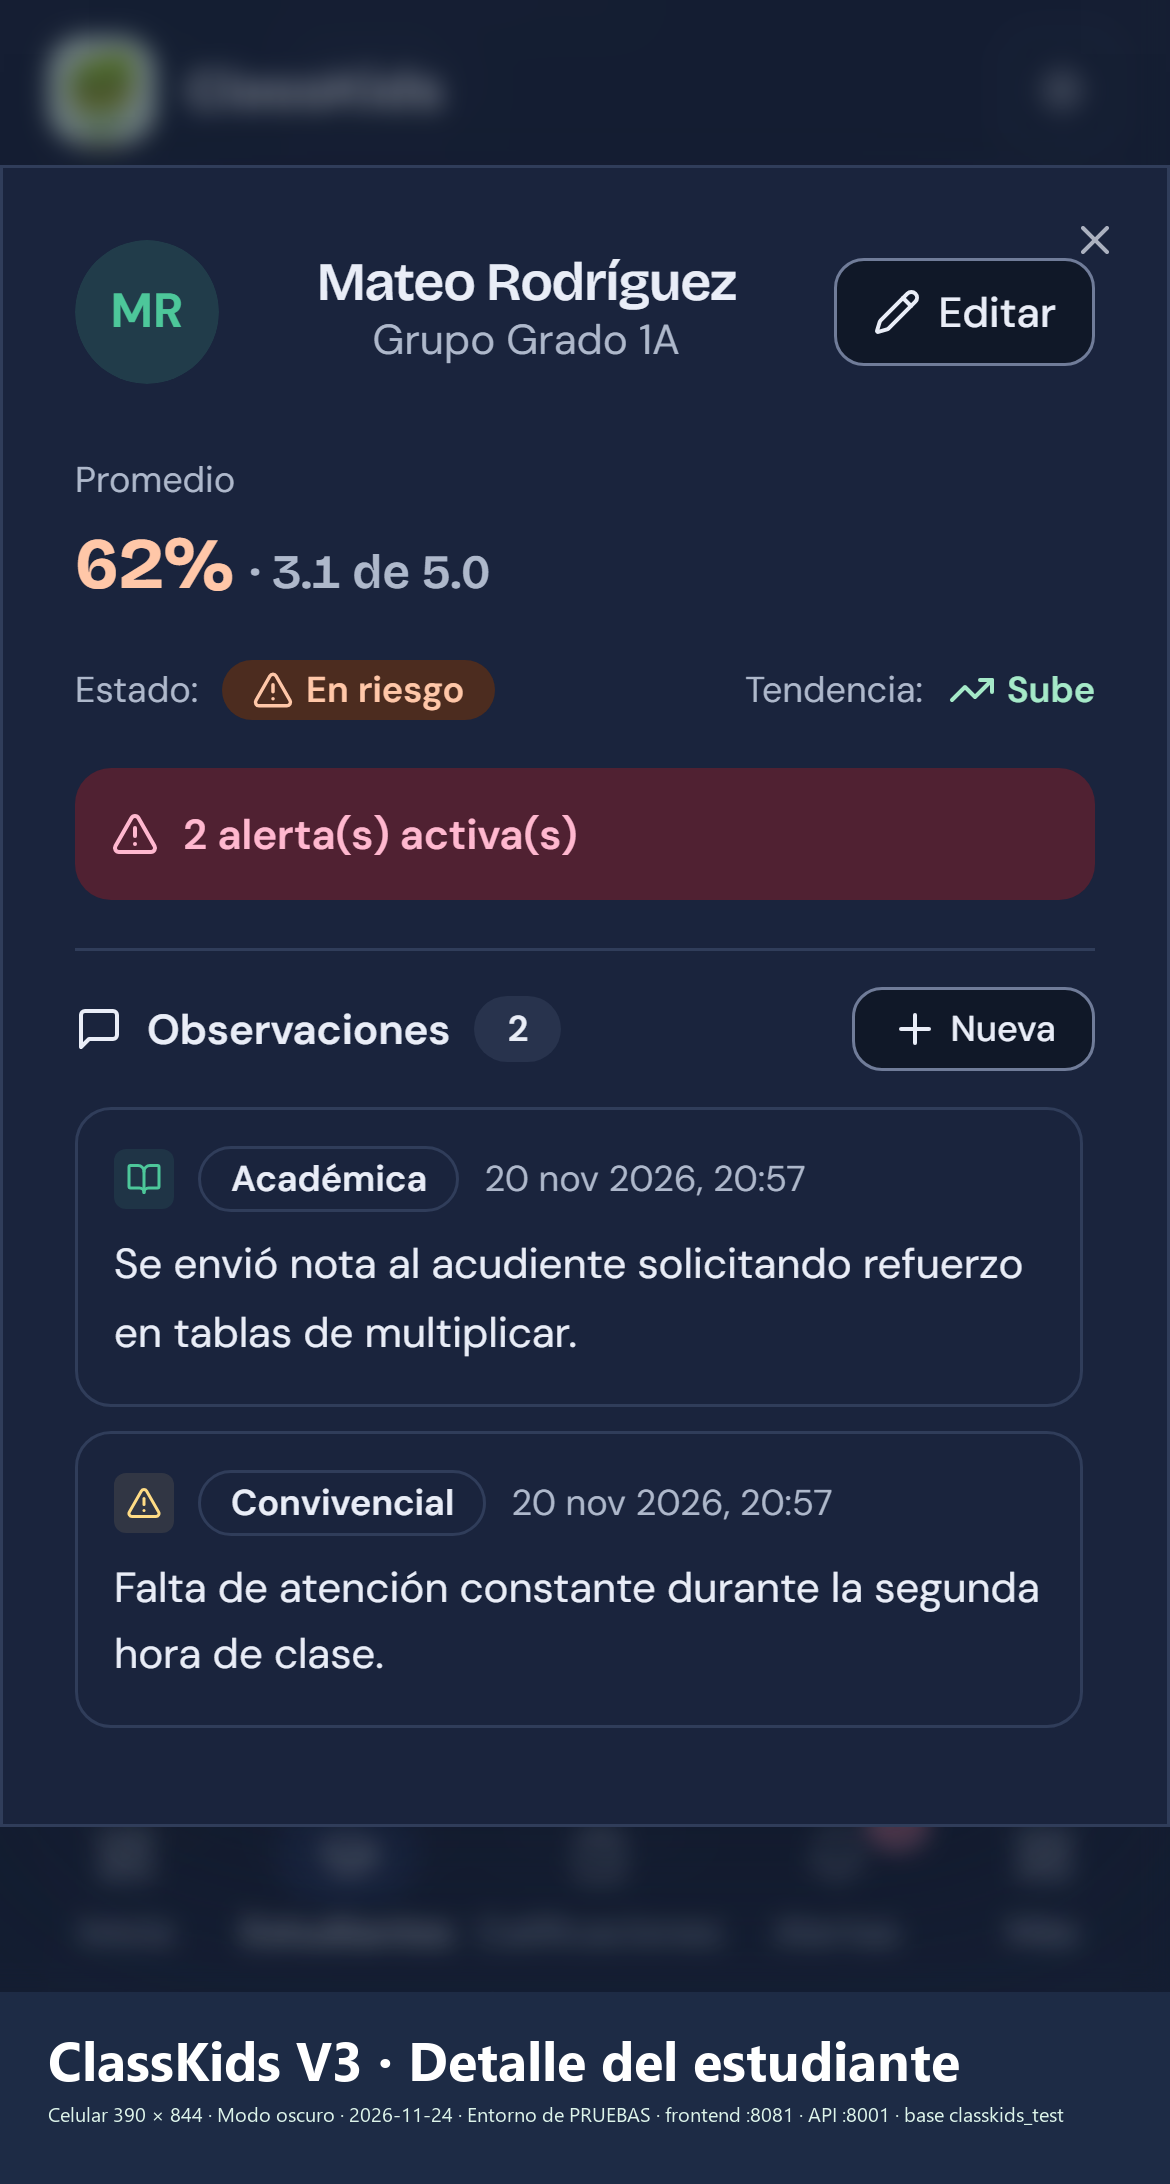 ClassKids
MR
Mateo Rodríguez
Grupo Grado 1A
Editar
Promedio
62% · 3.1 de 5.0
Estado: En riesgo
Tendencia: Sube
2 alerta(s) activa(s)
Observaciones 2
Nueva
Académica 20 nov 2026, 20:57
Se envió nota al acudiente solicitando refuerzo
en tablas de multiplicar.
Convivencial 20 nov 2026, 20:57
Falta de atención constante durante la segunda
hora de clase.
Estudiantes
ClassKids V3 · Detalle del estudiante
Celular 390 × 844 · Modo oscuro · 2026-11-24 · Entorno de PRUEBAS · frontend :8081 · API :8001 · base classkids_test